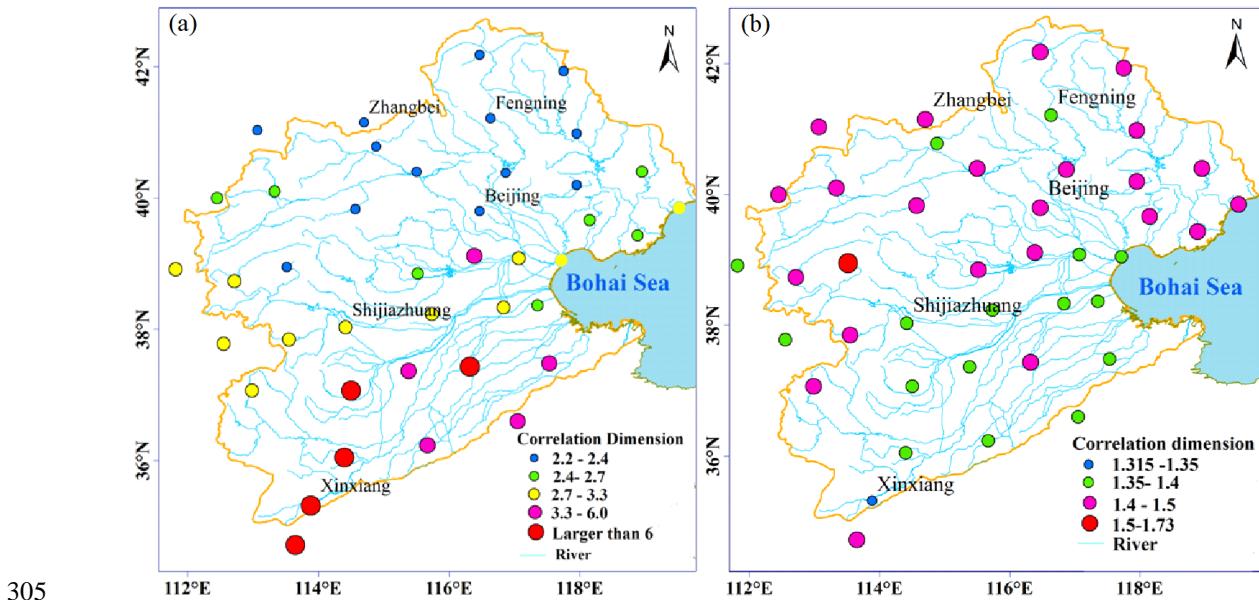 (a)
N
42°N
40°N
38°N
36°N
Zhangbei
Fengning
Beijing
Bohai Sea
Shijiazhuang
Xinxiang
Correlation Dimension
2.2 - 2.4
2.4- 2.7
2.7 - 3.3
3.3 - 6.0
Larger than 6
River
112°E
114°E
116°E
118°E
(b)
N
42°N
40°N
38°N
36°N
Zhangbei
Fengning
Beijing
Bohai Sea
Shijiazhuang
Xinxiang
Correlation dimension
1.315 -1.35
1.35- 1.4
1.4 - 1.5
1.5-1.73
River
112°E
114°E
116°E
118°E
305